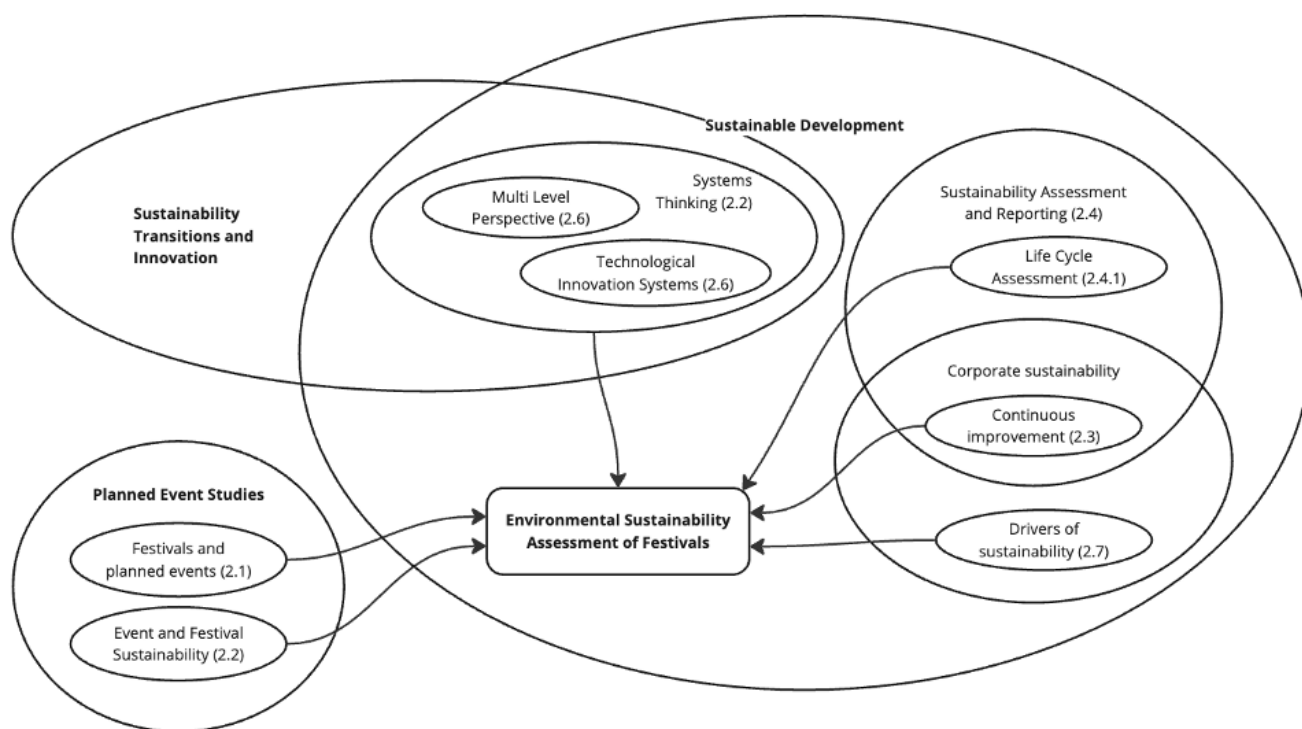 Sustainable Development
Sustainability
Transitions and
Innovation
Systems
Thinking (2.2)
Multi Level
Perspective (2.6)
Technological
Innovation Systems (2.6)
Sustainability Assessment
and Reporting (2.4)
Life Cycle
Assessment (2.4.1)
Corporate sustainability
Continuous
improvement (2.3)
Drivers of
sustainability (2.7)
Planned Event Studies
Festivals and
planned events (2.1)
Event and Festival
Sustainability (2.2)
Environmental Sustainability
Assessment of Festivals